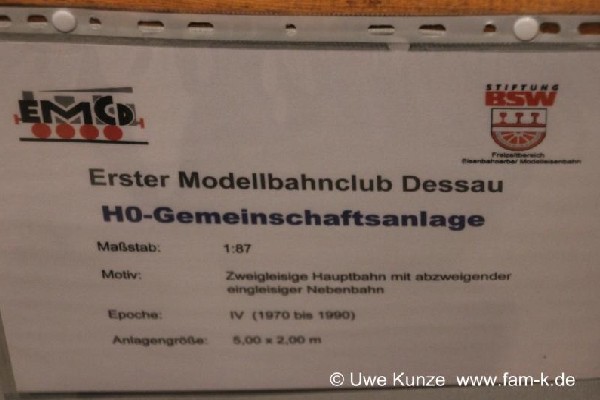 EMCD
STIFTUNG
BSW
Freizeitbereich
Eisenbahnerber Modelleisenbahn
Erster Modellbahnclub Dessau
H0-Gemeinschaftsanlage
Maßstab: 1:87
Motiv: Zweigleisige Hauptbahn mit abzweigender
eingleisiger Nebenbahn
Epoche: IV (1970 bis 1990)
Anlagengröße: 5,00 x 2,00 m
© Uwe Kunze www.fam-k.de